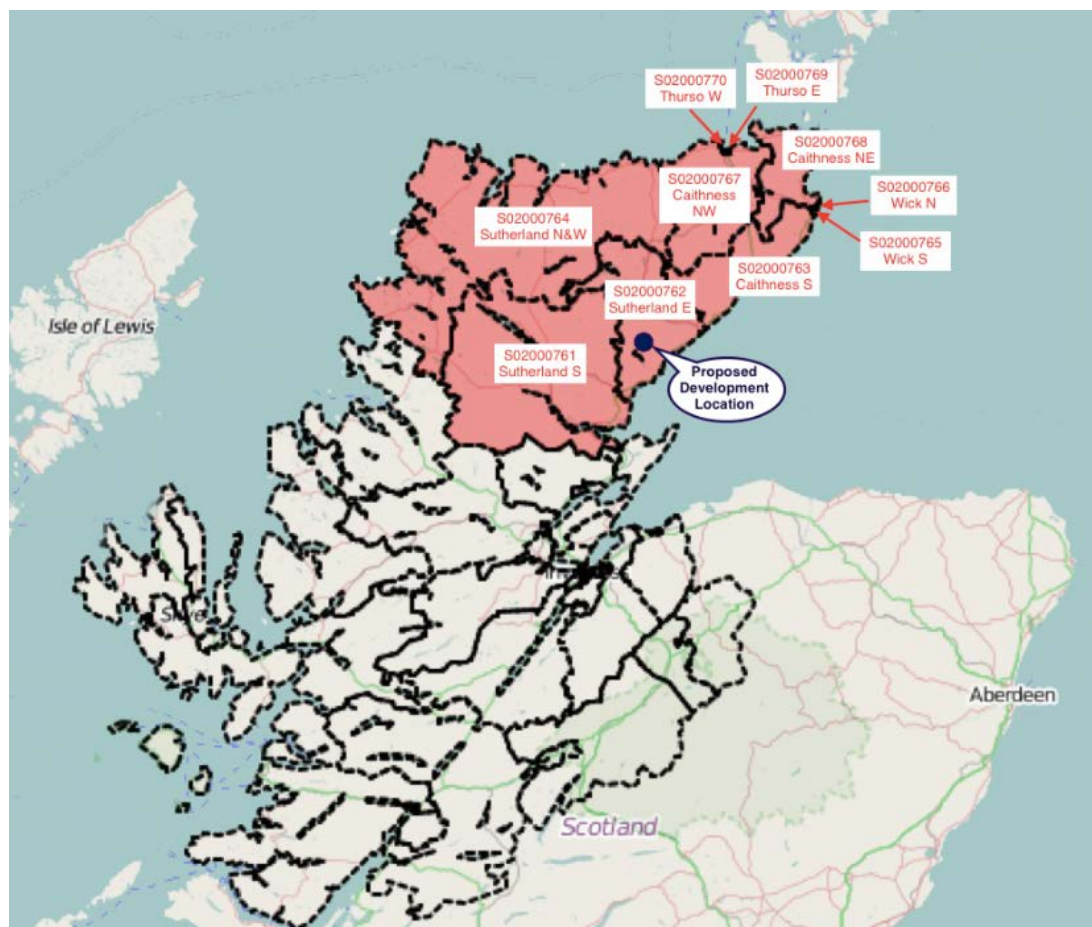 S02000770
Thurso W
S02000769
Thurso E
S02000768
Caithness NE
S02000767
Caithness
NW
S02000766
Wick N
S02000764
Sutherland N&W
S02000765
Wick S
S02000763
Caithness S
S02000762
Sutherland E
Isle of Lewis
S02000761
Sutherland S
Proposed
Development
Location
Skye
Aberdeen
Scotland